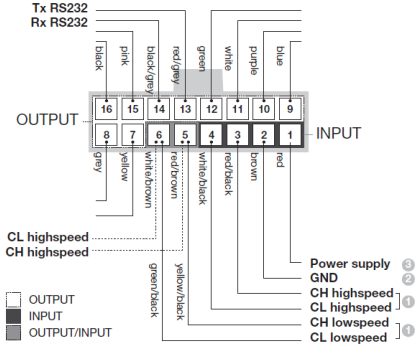 Tx RS232
Rx RS232
black
pink
black/grey
red/grey
green
white
purple
blue
16 15 14 13 12 11 10 9
OUTPUT
INPUT
8 7 6 5 4 3 2 1
grey
yellow
white/brown
red/brown
white/black
red/black
brown
red
CL highspeed
CH highspeed
green/black
yellow/black
Power supply 3
GND 2
CH highspeed
CL highspeed
1
CH lowspeed
CL lowspeed
1
OUTPUT
INPUT
OUTPUT/INPUT